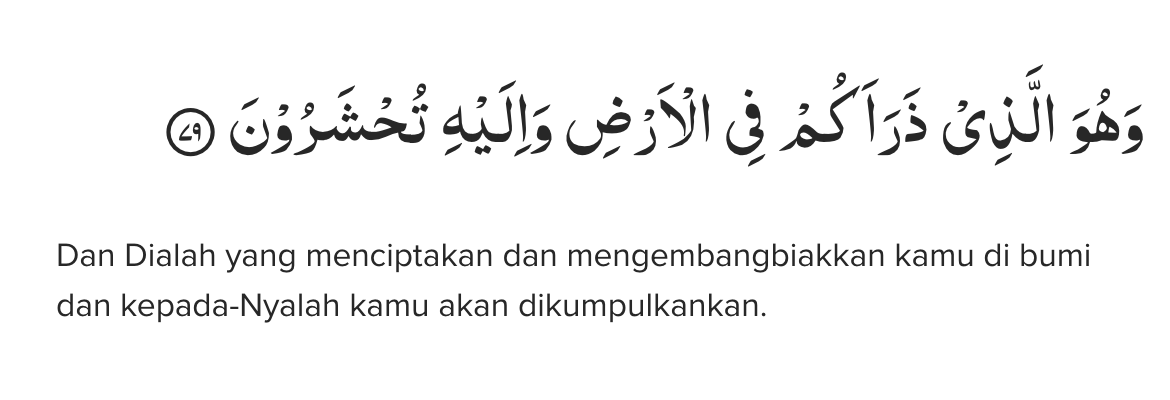 وَهُوَ الَّذِيْ ذَرَاَكُمْ فِى الْاَرْضِ وَاِلَيْهِ تُحْشَرُوْنَ ٧٩
Dan Dialah yang menciptakan dan mengembangbiakkan kamu di bumi
dan kepada-Nyalah kamu akan dikumpulkankan.